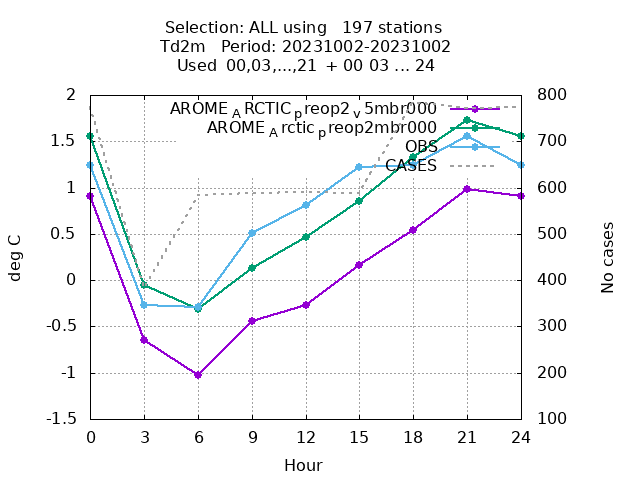 Selection: ALL using   197 stations
Td2m   Period: 20231002-20231002
Used  00,03,...,21  + 00 03 ... 24
AROME_ARCTIC_preop2_v5mbr000
AROME_Arctic_preop2mbr000
OBS
CASES
2
1.5
1
0.5
0
-0.5
-1
-1.5
deg C
800
700
600
500
400
300
200
100
No cases
0 3 6 9 12 15 18 21 24
Hour